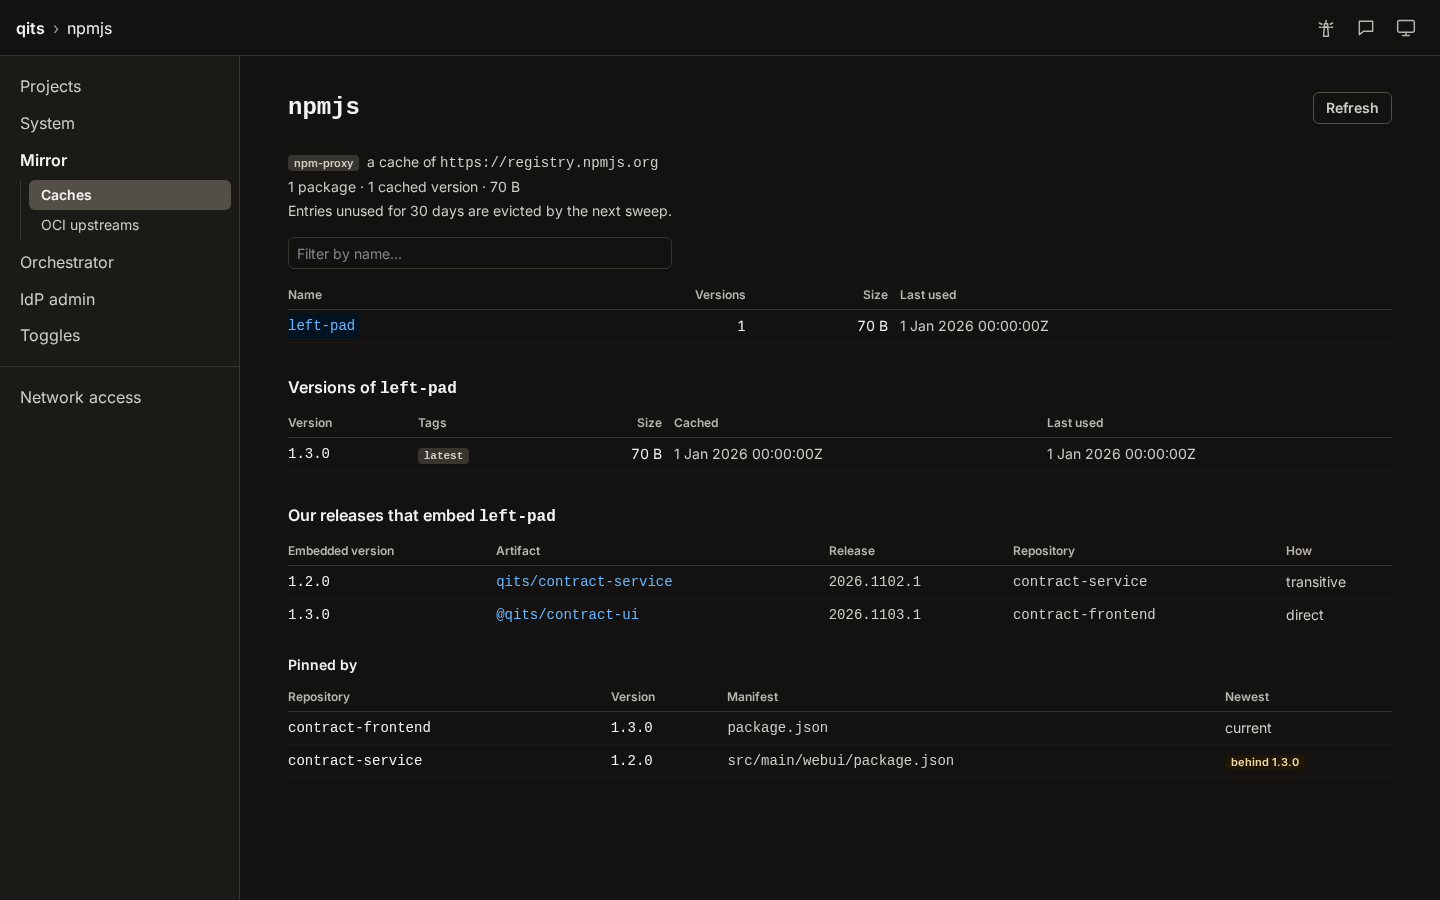 qits › npmjs
Projects
System
Mirror
Caches
OCI upstreams
Orchestrator
IdP admin
Toggles
Network access
npmjs
Refresh
npm-proxy a cache of https://registry.npmjs.org
1 package · 1 cached version · 70 B
Entries unused for 30 days are evicted by the next sweep.
Filter by name...
Name Versions Size Last used
left-pad 1 70 B 1 Jan 2026 00:00:00Z
Versions of left-pad
Version Tags Size Cached Last used
1.3.0 latest 70 B 1 Jan 2026 00:00:00Z 1 Jan 2026 00:00:00Z
Our releases that embed left-pad
Embedded version Artifact Release Repository How
1.2.0 qits/contract-service 2026.1102.1 contract-service transitive
1.3.0 @qits/contract-ui 2026.1103.1 contract-frontend direct
Pinned by
Repository Version Manifest Newest
contract-frontend 1.3.0 package.json current
contract-service 1.2.0 src/main/webui/package.json behind 1.3.0